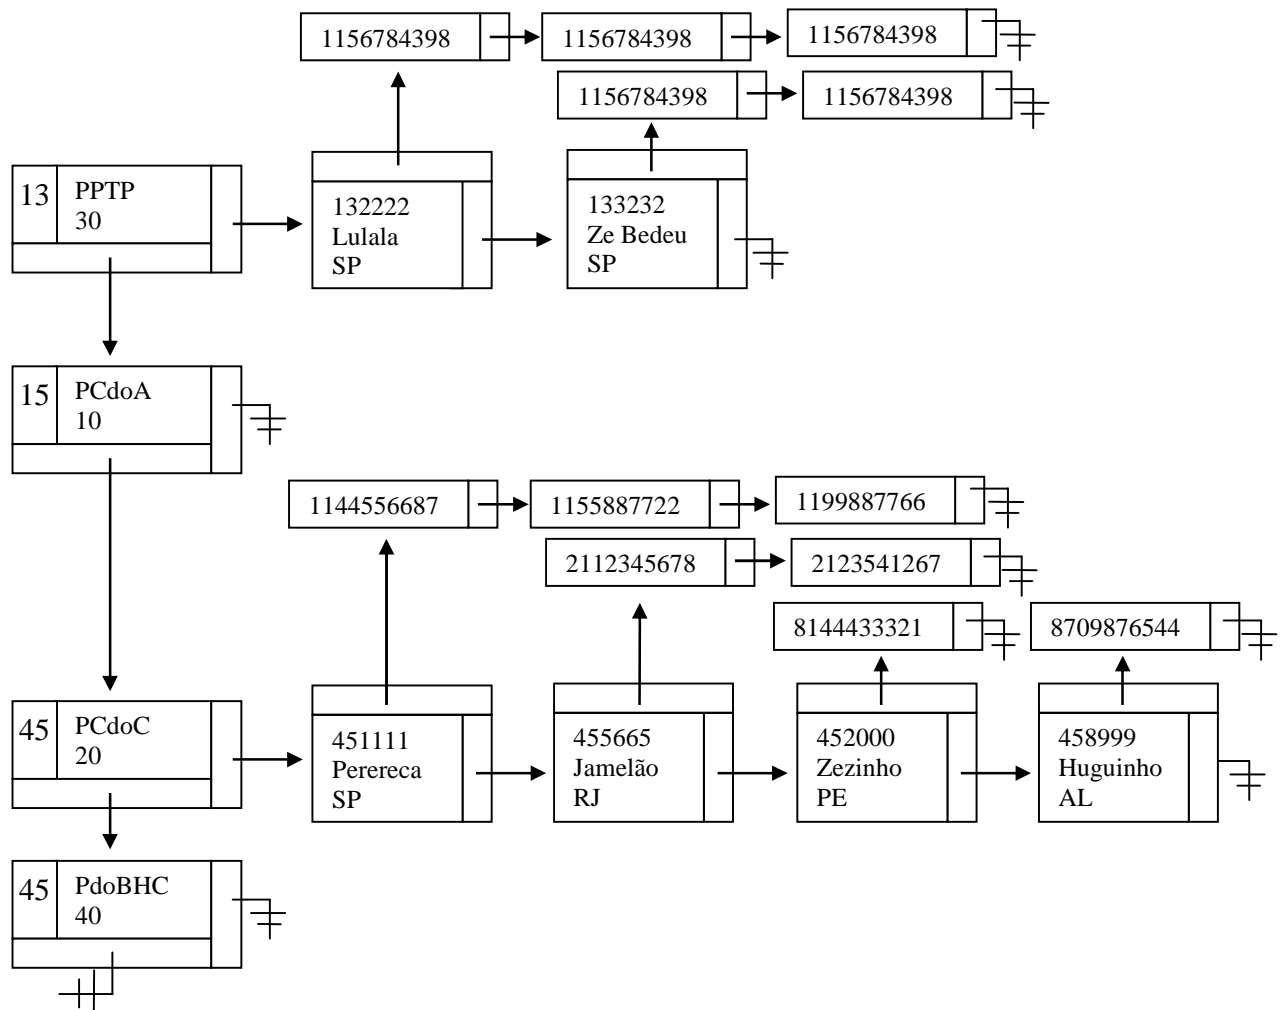 1156784398
1156784398
1156784398
1156784398
1156784398
13
PPTP
30
132222
Lulala
SP
133232
Ze Bedeu
SP
15
PCdoA
10
1144556687
1155887722
1199887766
2112345678
2123541267
8144433321
8709876544
45
PCdoC
20
451111
Perereca
SP
455665
Jamelão
RJ
452000
Zezinho
PE
458999
Huguinho
AL
45
PdoBHC
40